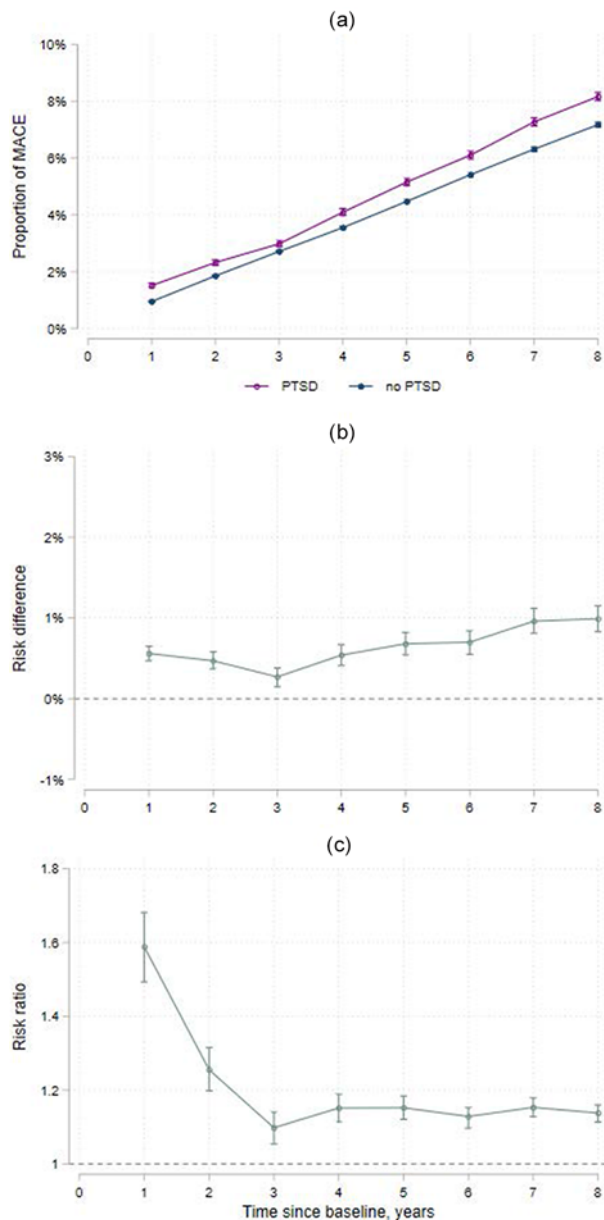 (a)
Proportion of MACE
10%
8%
6%
4%
2%
0%
0 1 2 3 4 5 6 7 8
PTSD no PTSD
(b)
Risk difference
3%
2%
1%
0%
-1%
0 1 2 3 4 5 6 7 8
(c)
Risk ratio
1.8
1.6
1.4
1.2
1
0 1 2 3 4 5 6 7 8
Time since baseline, years